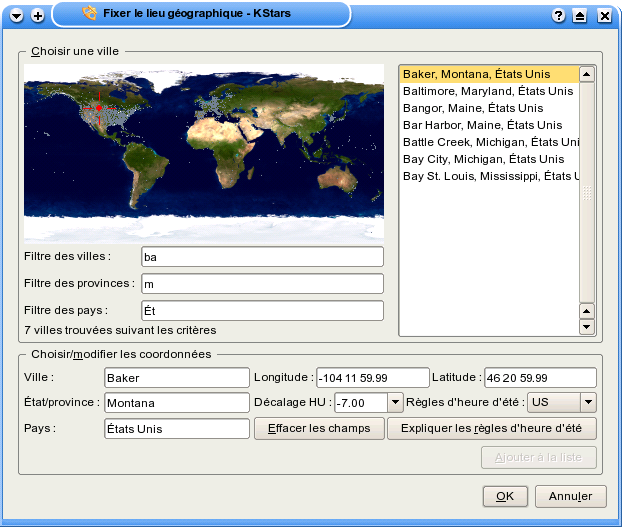 Fixer le lieu géographique - KStars
Choisir une ville
Baker, Montana, États Unis
Baltimore, Maryland, États Unis
Bangor, Maine, États Unis
Bar Harbor, Maine, États Unis
Battle Creek, Michigan, États Uni
Bay City, Michigan, États Unis
Bay St. Louis, Mississippi, États U
Filtre des villes : ba
Filtre des provinces : m
Filtre des pays : Ét
7 villes trouvées suivant les critères
Choisir/modifier les coordonnées
Ville : Baker Longitude : -104 11 59.99 Latitude : 46 20 59.99
État/province : Montana Décalage HU : -7.00 Règles d'heure d'été : US
Pays : États Unis Effacer les champs Expliquer les règles d'heure d'été
Ajouter à la liste
OK Annuler